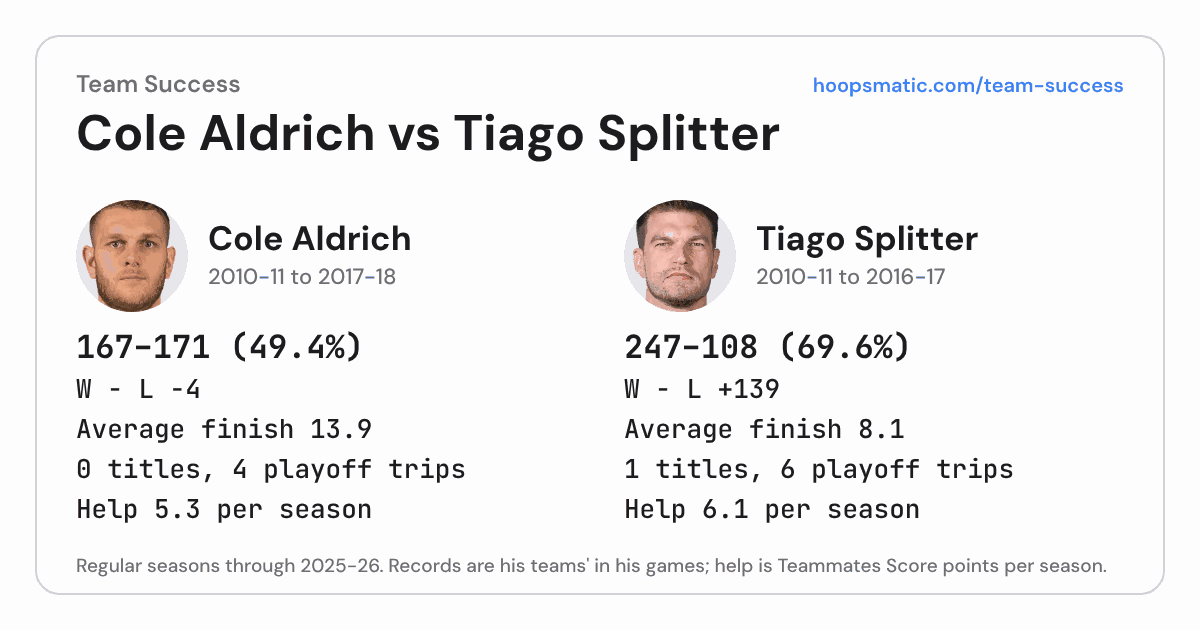 Team Success
hoopsmatic.com/team-success
Cole Aldrich vs Tiago Splitter
Cole Aldrich
2010-11 to 2017-18
167-171 (49.4%)
W - L -4
Average finish 13.9
0 titles, 4 playoff trips
Help 5.3 per season
Tiago Splitter
2010-11 to 2016-17
247-108 (69.6%)
W - L +139
Average finish 8.1
1 titles, 6 playoff trips
Help 6.1 per season
Regular seasons through 2025-26. Records are his teams' in his games; help is Teammates Score points per season.